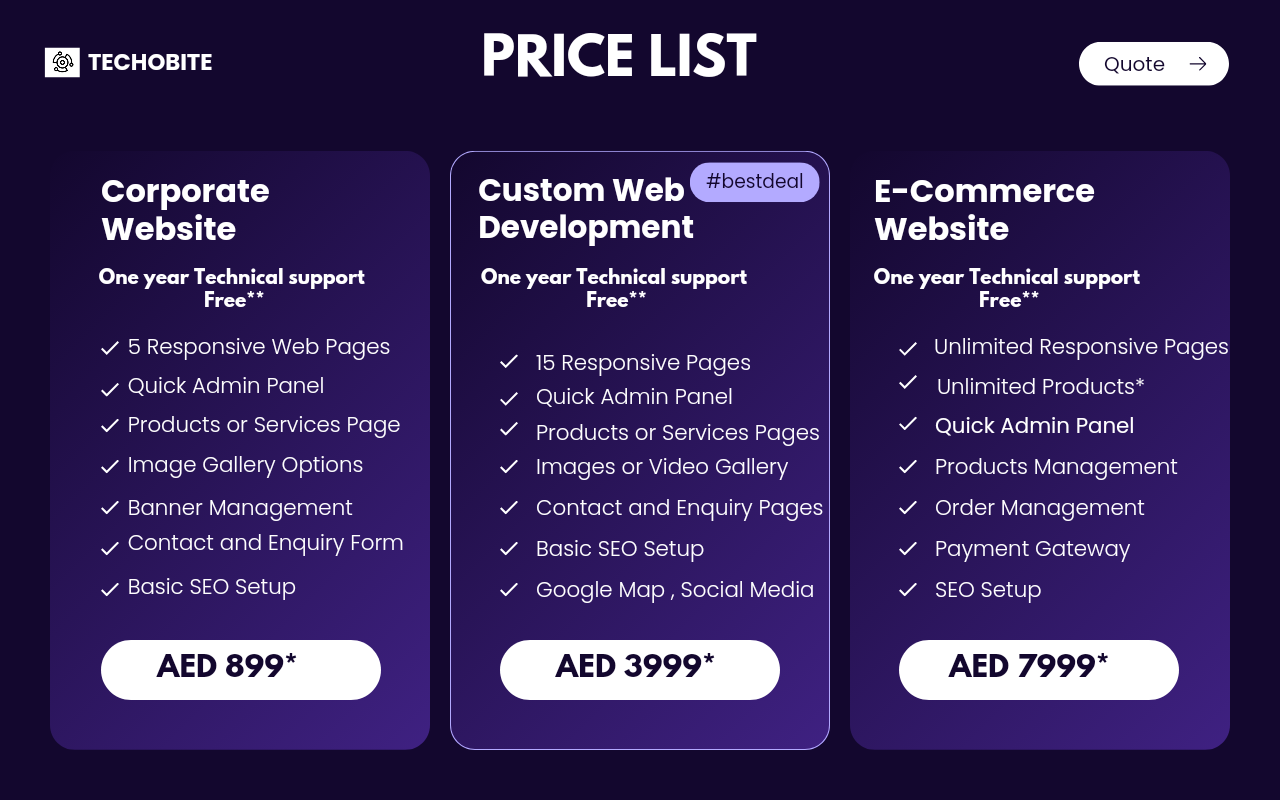 TECHOBITE
PRICE LIST
Quote
Corporate
Website
One year Technical support
Free**
5 Responsive Web Pages
Quick Admin Panel
Products or Services Page
Image Gallery Options
Banner Management
Contact and Enquiry Form
Basic SEO Setup
AED 899*
Custom Web
#bestdeal
Development
One year Technical support
Free**
15 Responsive Pages
Quick Admin Panel
Products or Services Pages
Images or Video Gallery
Contact and Enquiry Pages
Basic SEO Setup
Google Map , Social Media
AED 3999*
E-Commerce
Website
One year Technical support
Free**
Unlimited Responsive Pages
Unlimited Products*
Quick Admin Panel
Products Management
Order Management
Payment Gateway
SEO Setup
AED 7999*